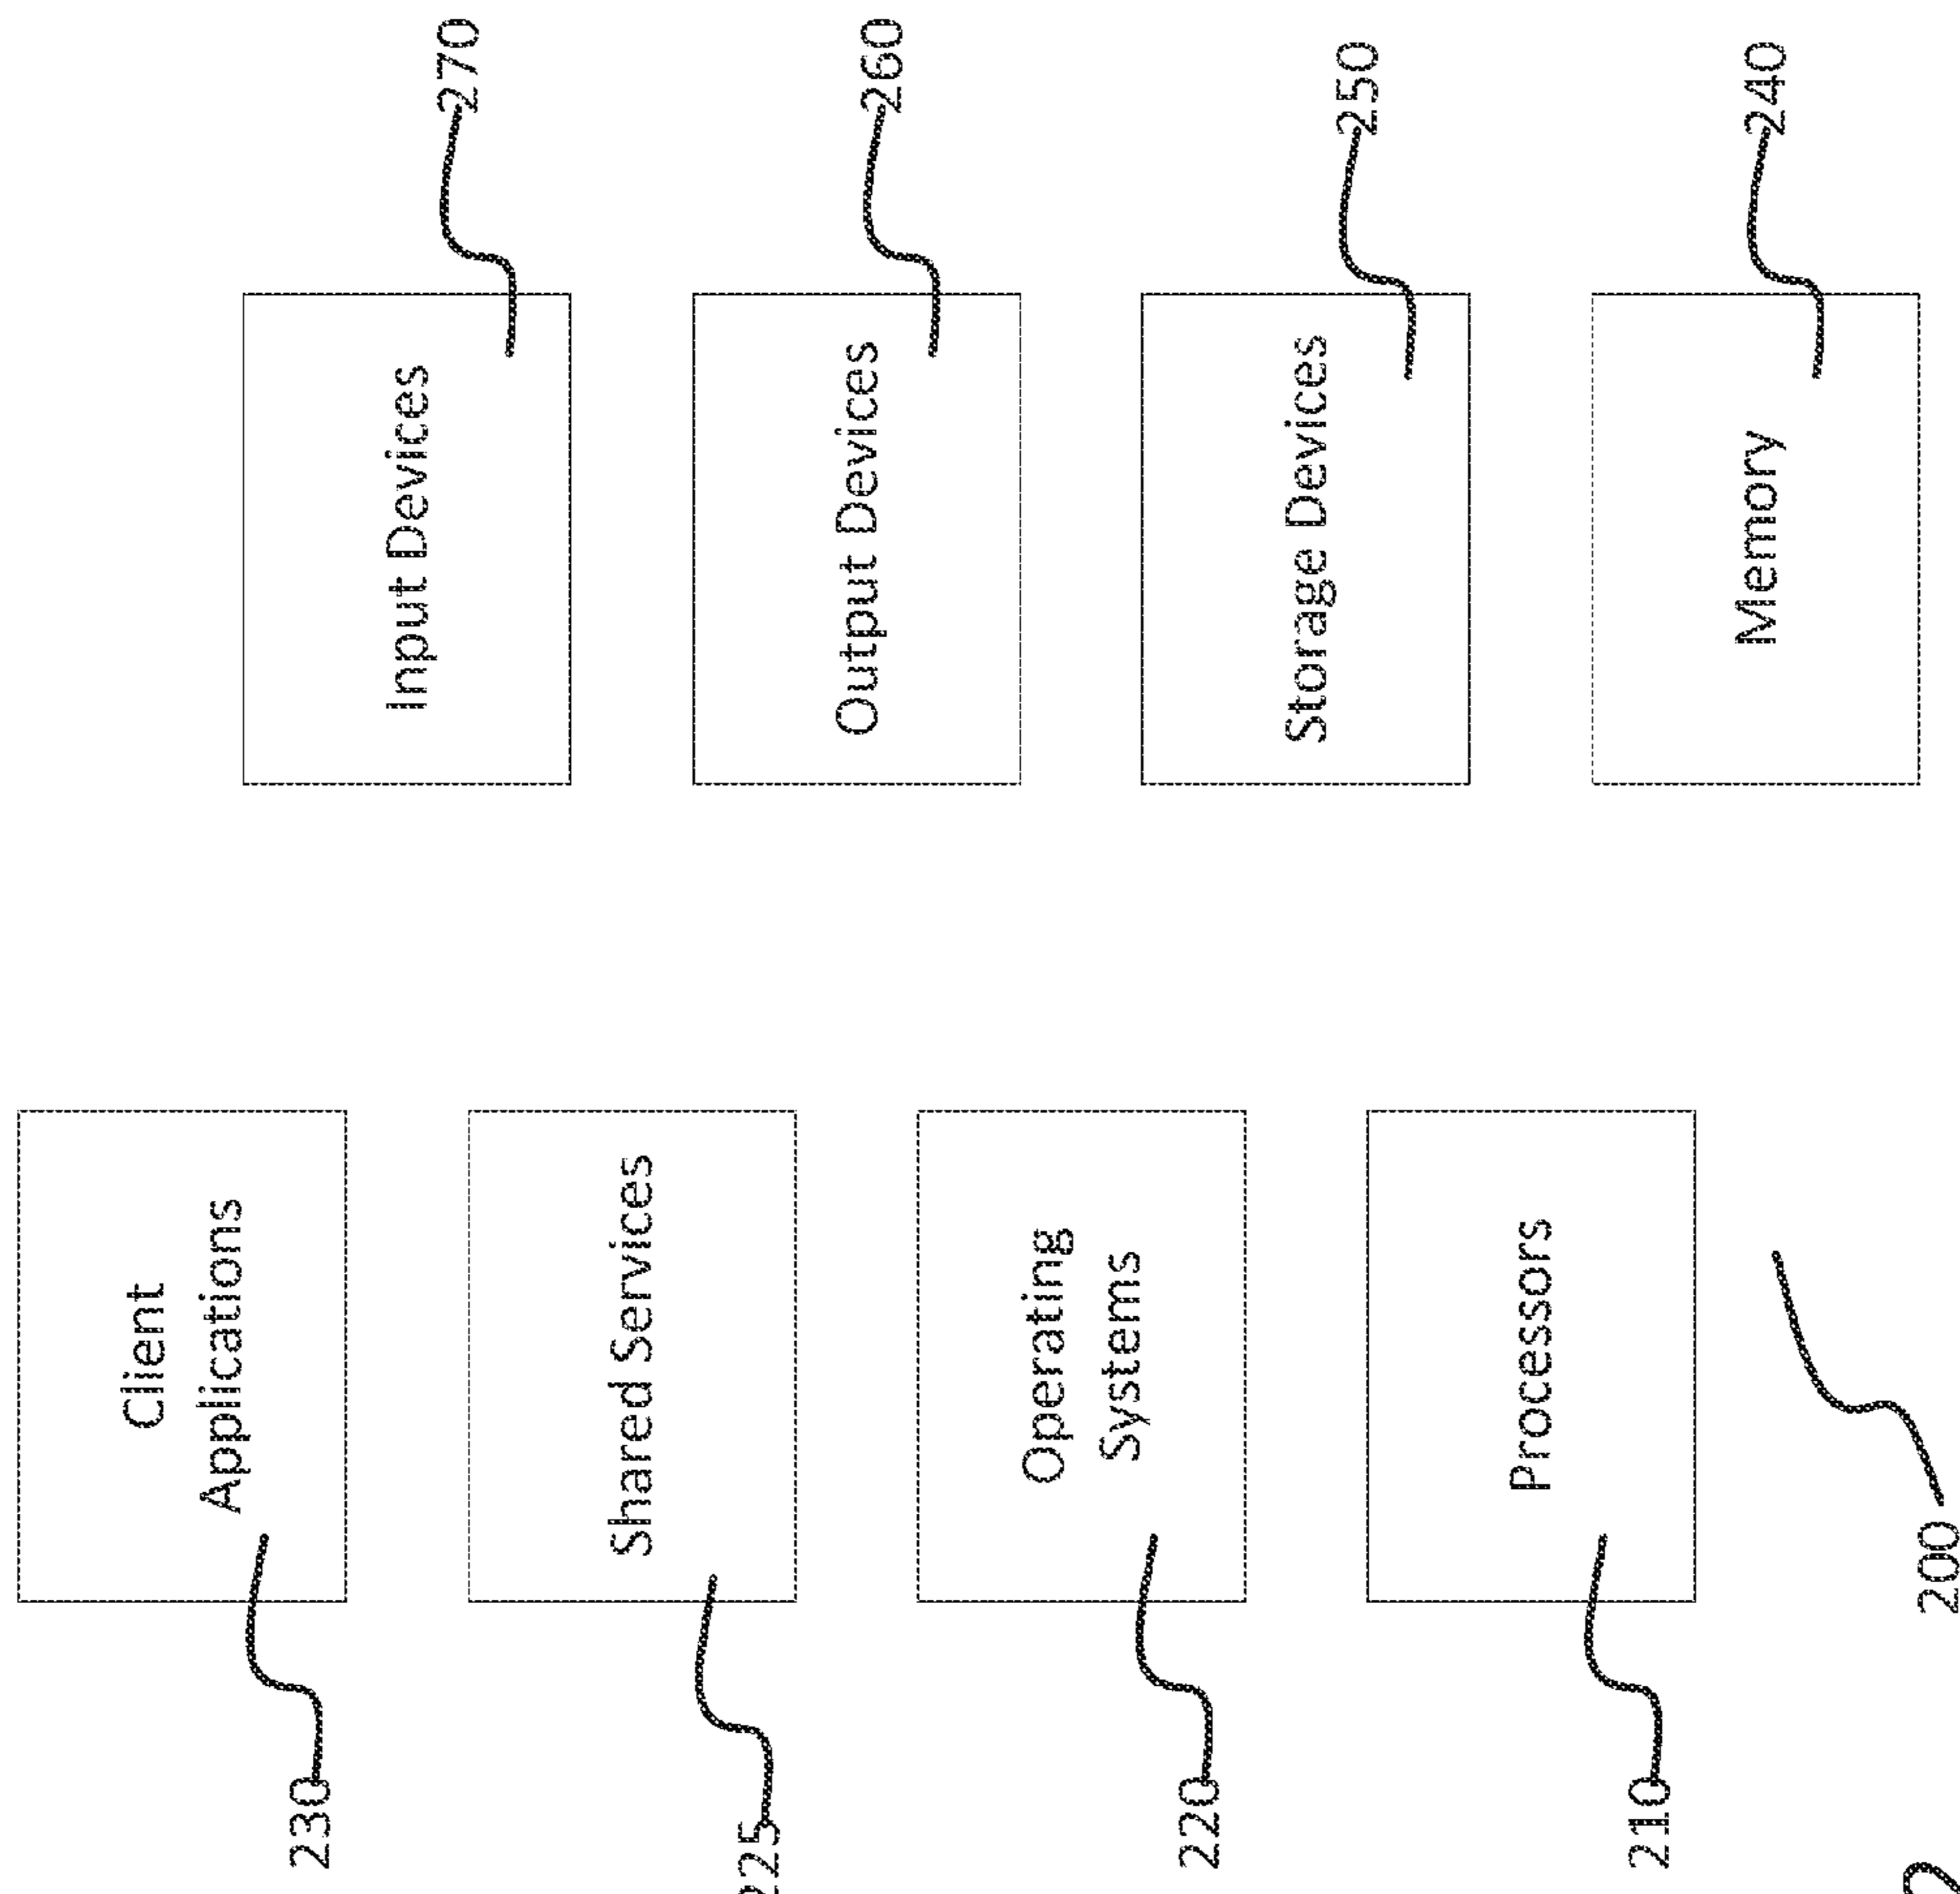 230
Client
Applications
Input Devices
270
225
Shared Services
Output Devices
260
220
Operating
Systems
Storage Devices
250
210
Processors
Memory
240
200